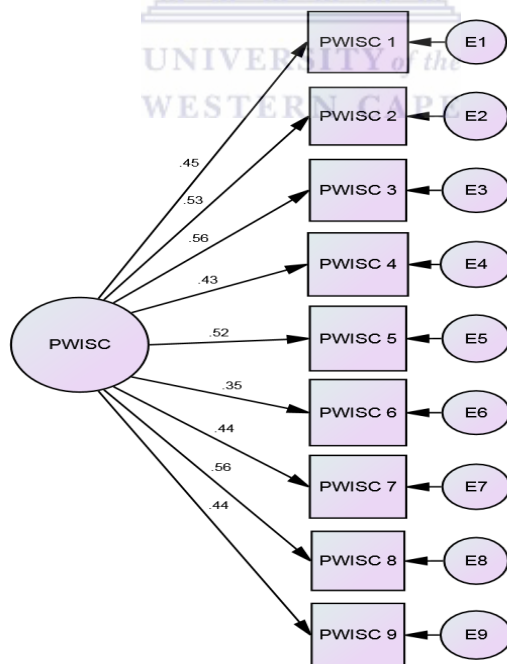 PWISC 1
E1
UNIVERSITY of the
WESTERN CAPE
PWISC 2
E2
.45
PWISC 3
E3
.53
.56
PWISC 4
E4
.43
PWISC
.52
PWISC 5
E5
.35
PWISC 6
E6
.44
PWISC 7
E7
.56
.44
PWISC 8
E8
PWISC 9
E9